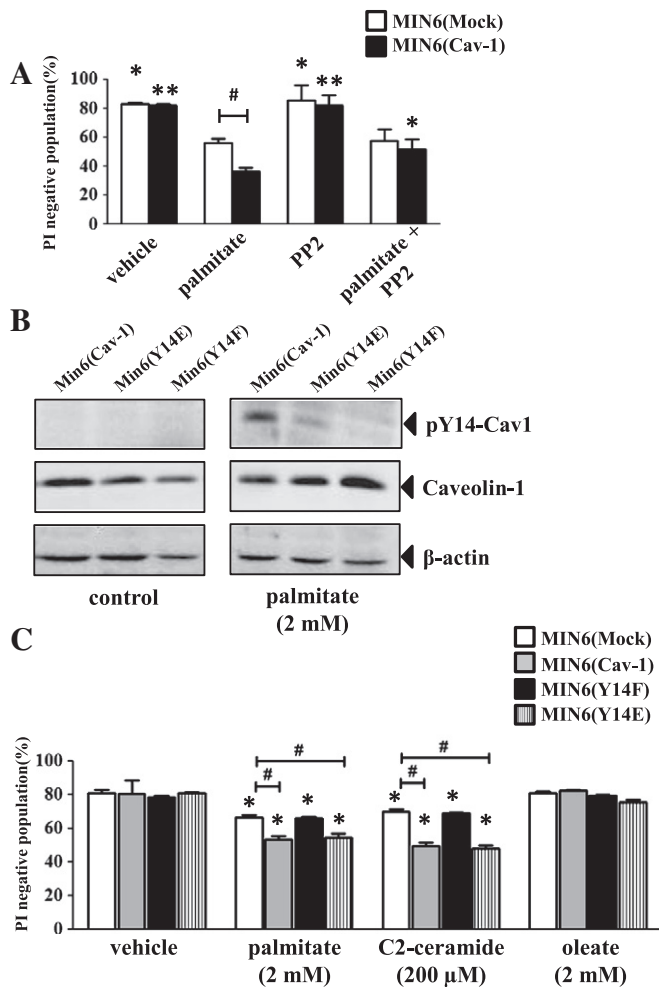 MIN6(Mock)
MIN6(Cav-1)
A
PI negative population(%)
100
80
60
40
20
0
* ** # * ** *
vehicle
palmitate
PP2
palmitate +
PP2
B
Min6(Cav-1) Min6(Y14E) Min6(Y14F) Min6(Cav-1) Min6(Y14E) Min6(Y14F)
pY14-Cav1
Caveolin-1
β-actin
control palmitate
(2 mM)
C
MIN6(Mock)
MIN6(Cav-1)
MIN6(Y14F)
MIN6(Y14E)
PI negative population(%)
100
80
60
40
20
0
# #
# #
* * * * * * * *
vehicle palmitate C2-ceramide oleate
(2 mM) (200 μM) (2 mM)